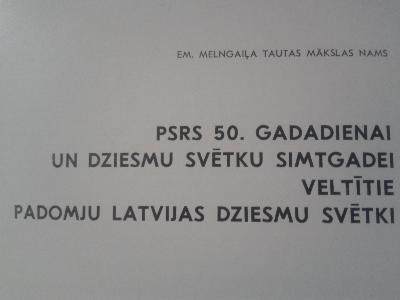 EM. MELNGAIĻA TAUTAS MĀKSLAS NAMS
PSRS 50. GADADIENAI
UN DZIESMU SVĒTKU SIMTGADEI
VELTĪTIE
PADOMJU LATVIJAS DZIESMU SVĒTKI